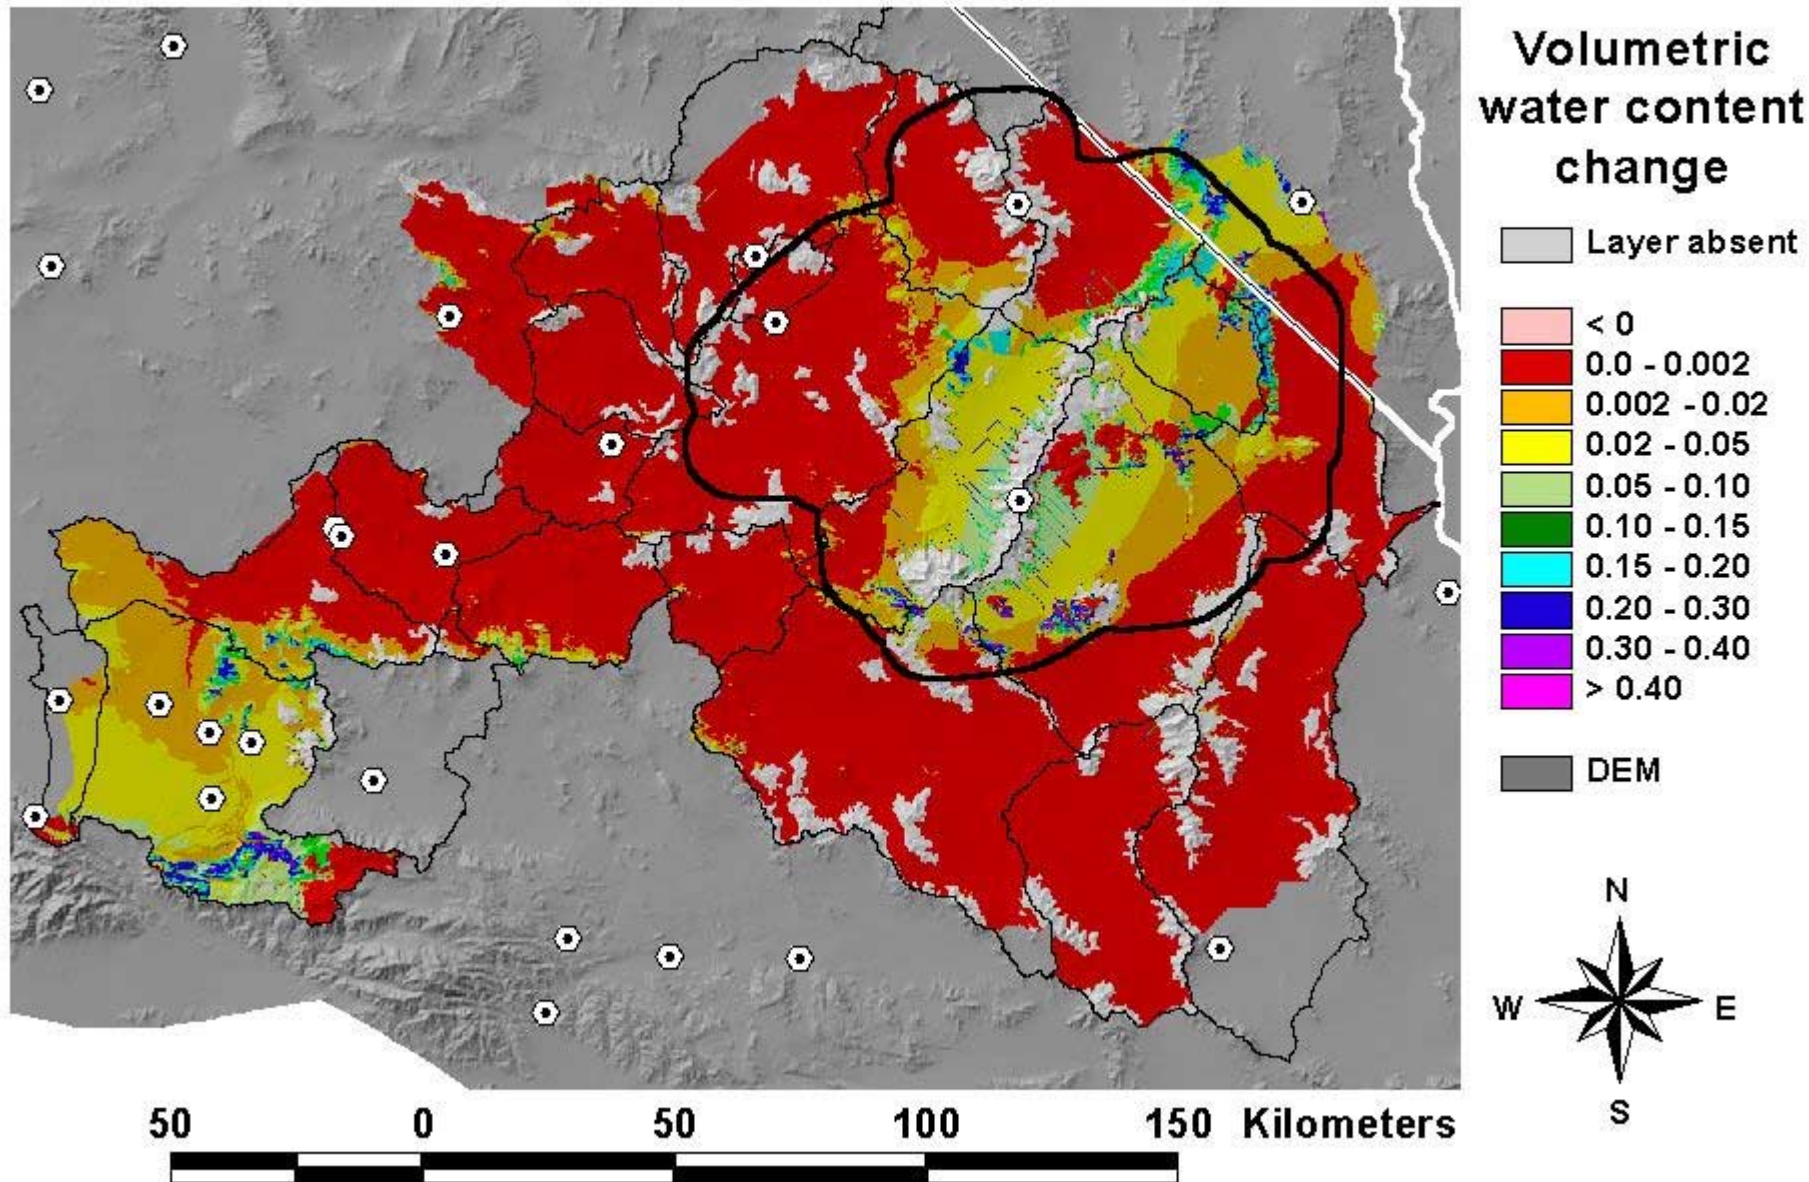 Volumetric
water content
change
Layer absent
< 0
0.0 - 0.002
0.002 - 0.02
0.02 - 0.05
0.05 - 0.10
0.10 - 0.15
0.15 - 0.20
0.20 - 0.30
0.30 - 0.40
> 0.40
DEM
N
W E
S
50 0 50 100 150 Kilometers